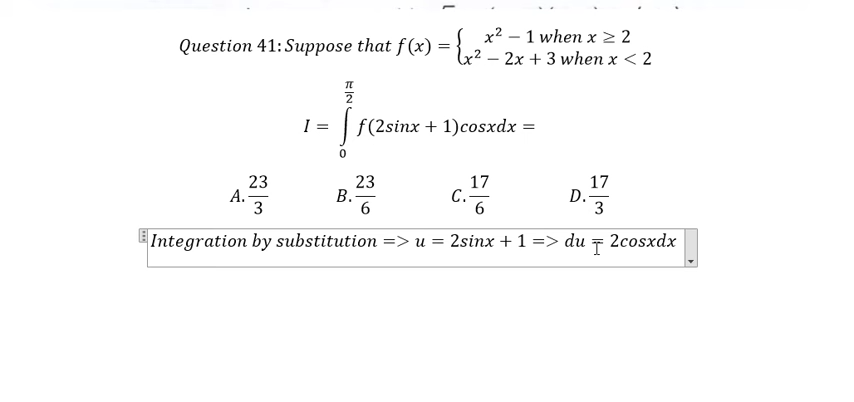 Question 41: Suppose that f(x) = { x² − 1 when x ≥ 2
x² − 2x + 3 when x < 2
π/2
I = ∫ f(2sinx + 1)cosxdx =
0
A. 23/3 B. 23/6 C. 17/6 D. 17/3
Integration by substitution => u = 2sinx + 1 => du = 2cosxdx